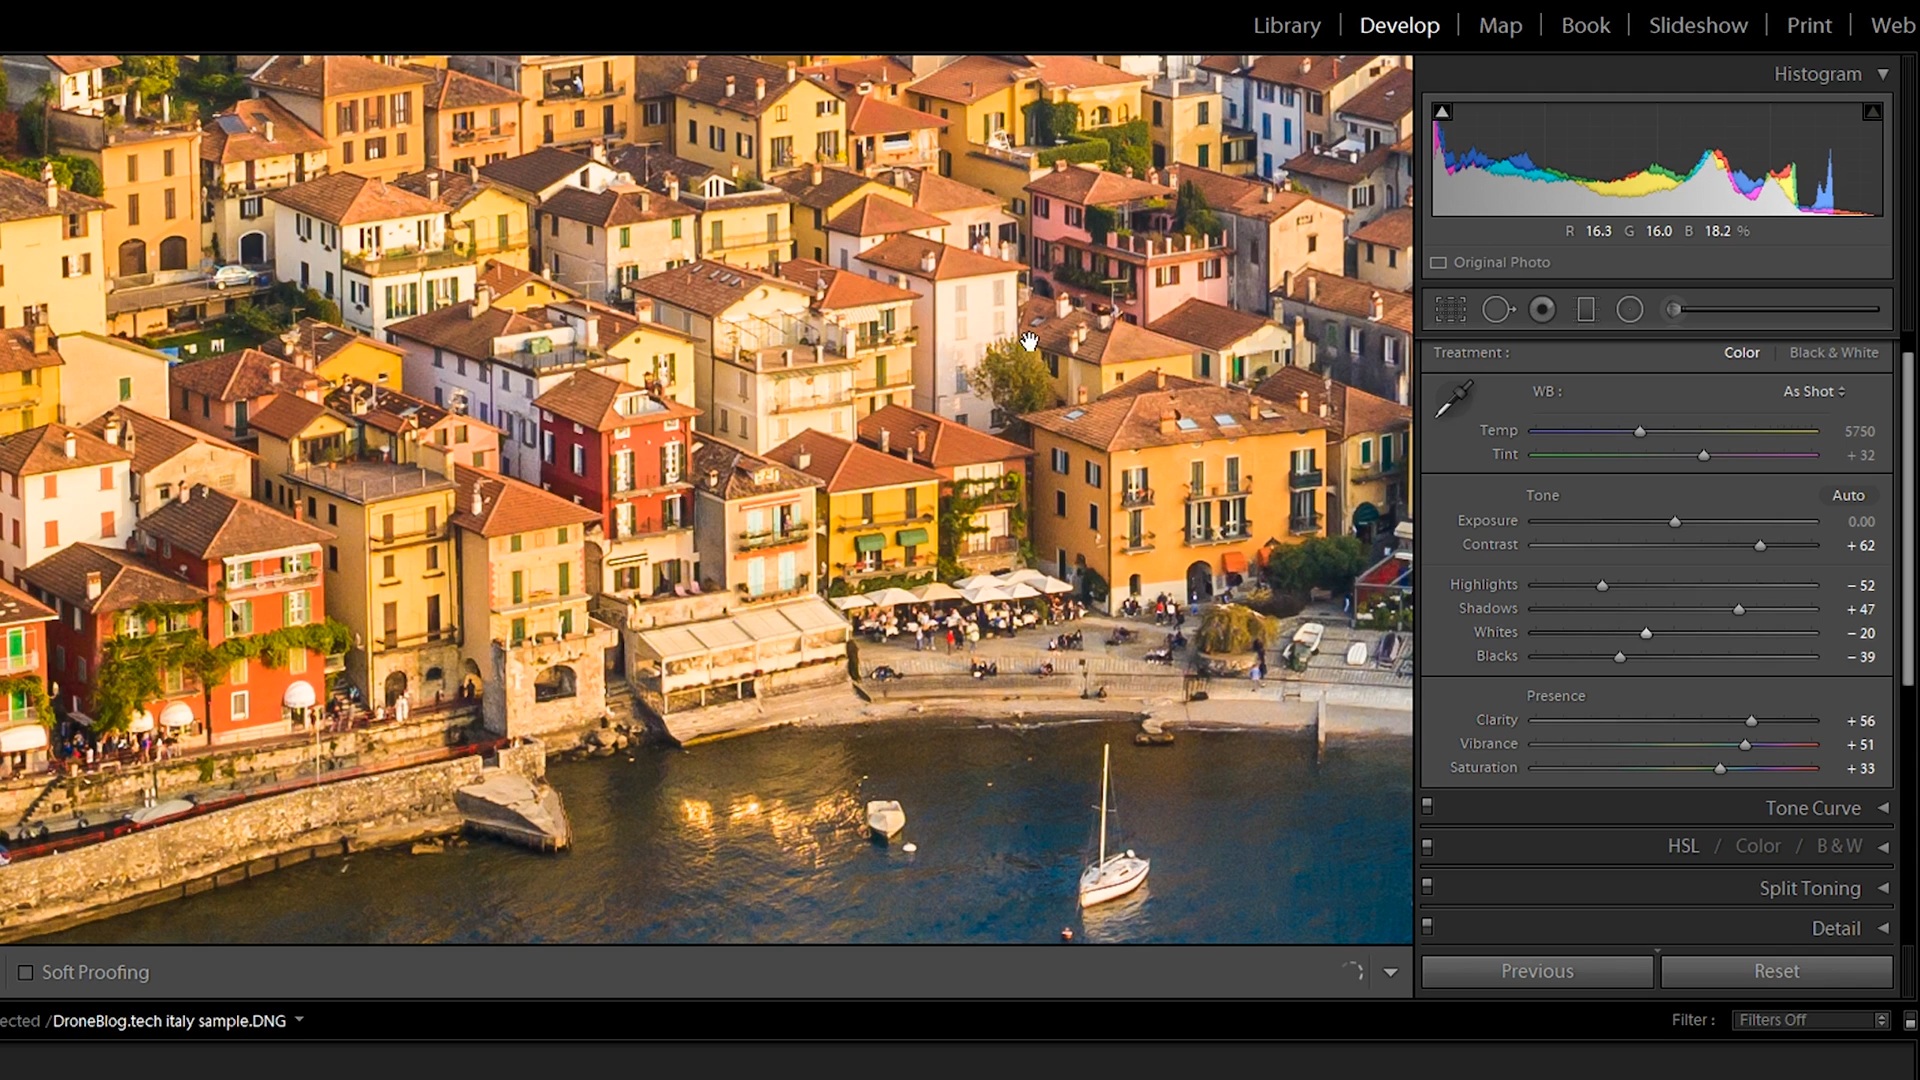 Library | Develop | Map | Book | Slideshow | Print | Web
Histogram
R 16.3 G 16.0 B 18.2 %
Original Photo
Treatment : Color | Black & White
WB : As Shot
Temp 5750
Tint + 32
Tone Auto
Exposure 0.00
Contrast + 62
Highlights – 52
Shadows + 47
Whites – 20
Blacks – 39
Presence
Clarity + 56
Vibrance + 51
Saturation + 33
Tone Curve
HSL / Color / B & W
Split Toning
Detail
Soft Proofing
Previous Reset
ected / DroneBlog.tech italy sample.DNG
Filter : Filters Off